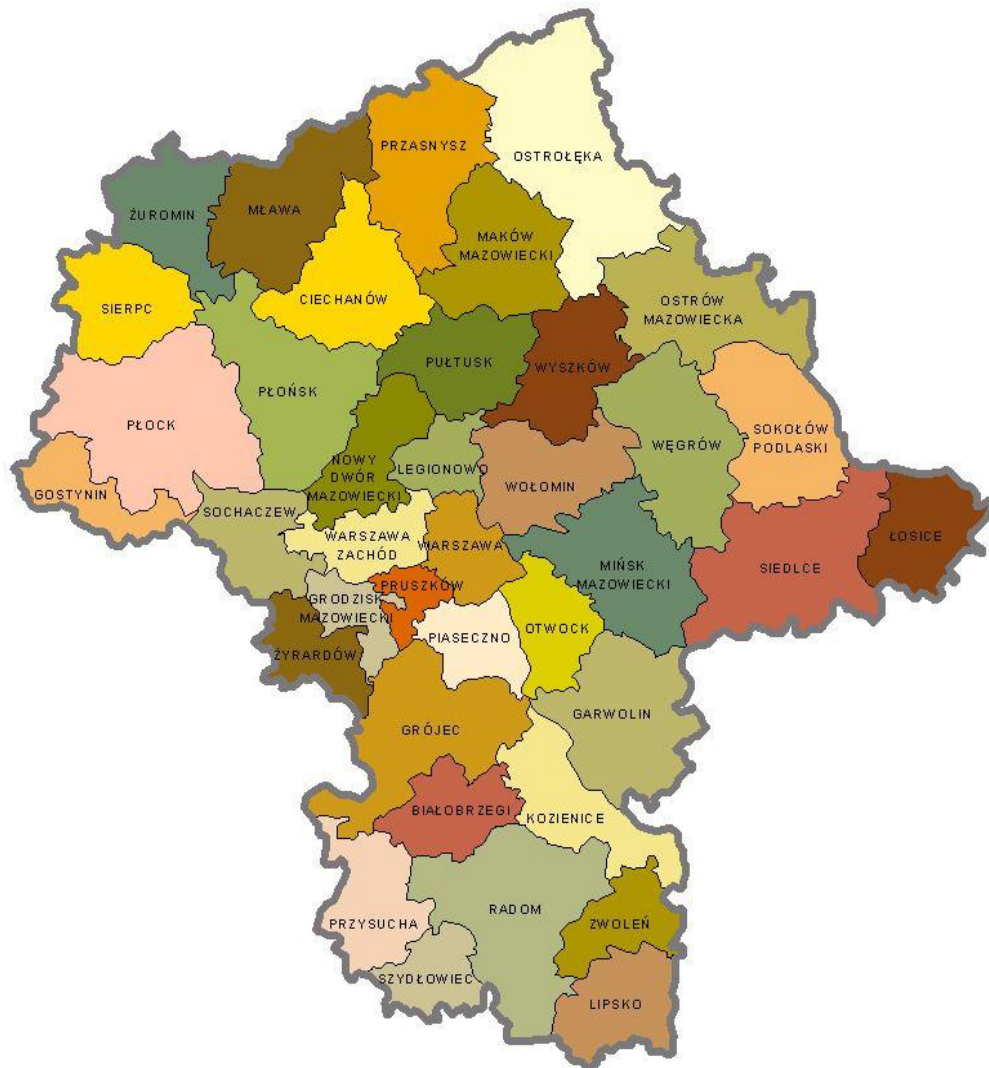 PRZASNYSZ
OSTROŁĘKA
ŻUROMIN
MŁAWA
MAKÓW
MAZOWIECKI
SIERPC
CIECHANÓW
OSTRÓW
MAZOWIECKA
PŁOCK
PŁOŃSK
PUŁTUSK
WYSZKÓW
SOKOŁÓW
PODLASKI
WĘGRÓW
GOSTYNIN
NOWY
DWÓR
MAZOWIECKI
LEGIONOWO
WOŁOMIN
SOCHACZEW
WARSZAWA
ZACHÓD
WARSZAWA
MIŃSK
MAZOWIECKI
SIEDLCE
ŁOSICE
GRODZISK
MAZOWIECKI
PRUSZKÓW
PIASECZNO
OTWOCK
ŻYRARDÓW
GRÓJEC
GARWOLIN
BIAŁOBRZEGI
KOZIENICE
PRZYSUCHA
RADOM
ZWOLEŃ
SZYDŁOWIEC
LIPSKO